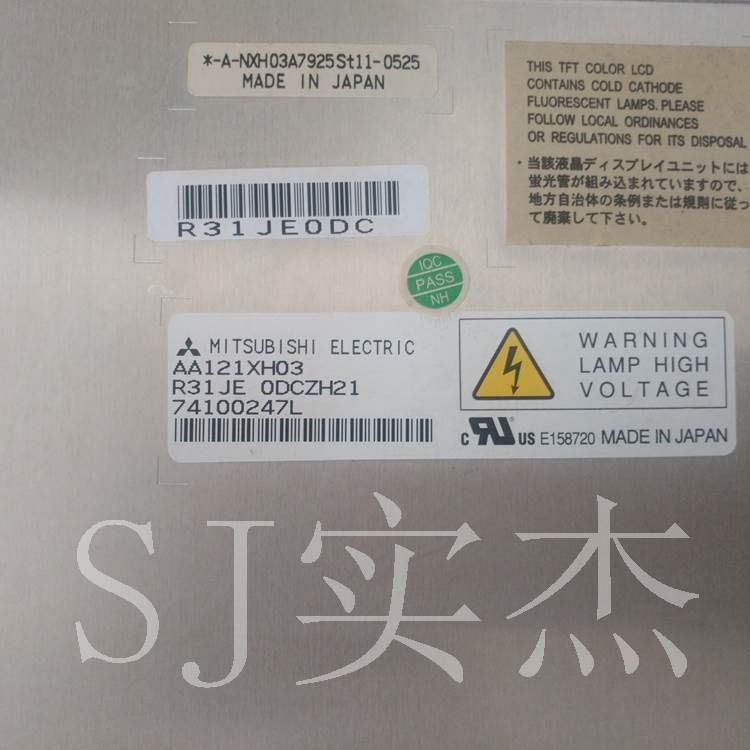 *-A-NXH03A7925St11-0525
MADE IN JAPAN
THIS TFT COLOR LCD
CONTAINS COLD CATHODE
FLUORESCENT LAMPS. PLEASE
FOLLOW LOCAL ORDINANCES
OR REGULATIONS FOR ITS DISPOSAL
・当該液晶ディスプレイユニットには
蛍光管が組み込まれていますので、
地方自治体の条例または規則に従っ
て廃棄して下さい。
R31JE0DC
IQC
PASS
NH
MITSUBISHI ELECTRIC
AA121XH03
R31JE 0DCZH21
74100247L
WARNING
LAMP HIGH
VOLTAGE
c RU US E158720 MADE IN JAPAN
SJ实杰